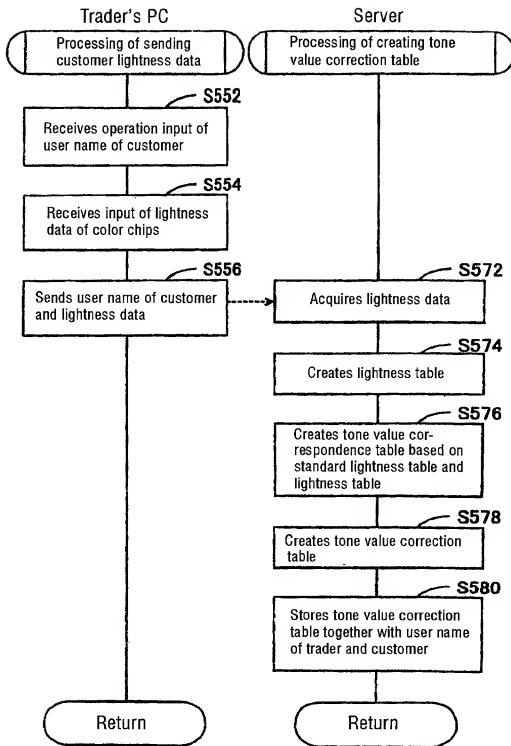 Trader's PC
Processing of sending
customer lightness data
S552
Receives operation input of
user name of customer
S554
Receives input of lightness
data of color chips
S556
Sends user name of customer
and lightness data
Return
Server
Processing of creating tone
value correction table
S572
Acquires lightness data
S574
Creates lightness table
S576
Creates tone value cor-
respondence table based on
standard lightness table and
lightness table
S578
Creates tone value correction
table
S580
Stores tone value correction
table together with user name
of trader and customer
Return